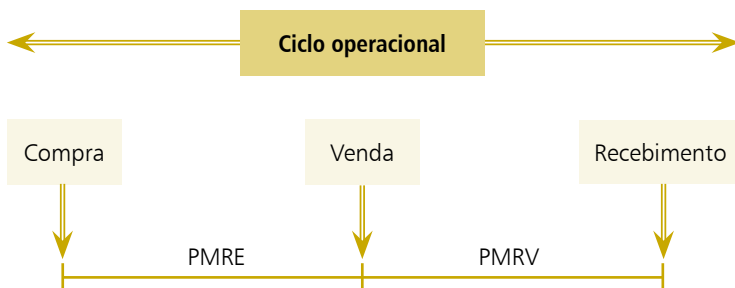 Ciclo operacional
Compra
Venda
Recebimento
PMRE
PMRV